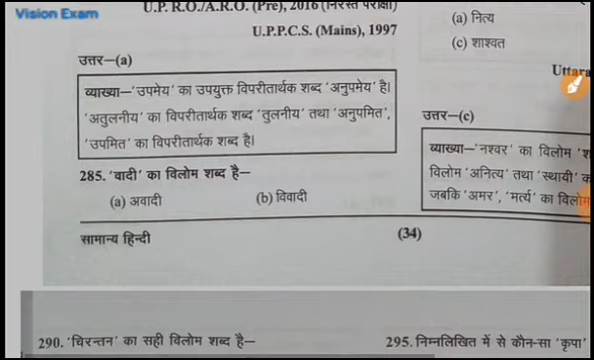 Vision Exam
U.P. R.O./A.R.O. (Pre), 2016 (निरस्त परीक्षा)
U.P.P.C.S. (Mains), 1997
उत्तर—(a)
व्याख्या—'उपमेय' का उपयुक्त विपरीतार्थक शब्द 'अनुपमेय' है।
'अतुलनीय' का विपरीतार्थक शब्द 'तुलनीय' तथा 'अनुपमित',
'उपमित' का विपरीतार्थक शब्द है।
285. 'वादी' का विलोम शब्द है—
(a) अवादी (b) विवादी
(a) नित्य
(c) शाश्वत
उत्तर—(c)
व्याख्या—'नश्वर' का विलोम
विलोम 'अनित्य' तथा 'स्थायी'
जबकि 'अमर', 'मर्त्य' का विलोम
सामान्य हिन्दी (34)
290. 'चिरन्तन' का सही विलोम शब्द है—
295. निम्नलिखित में से कौन-सा 'कृपा'